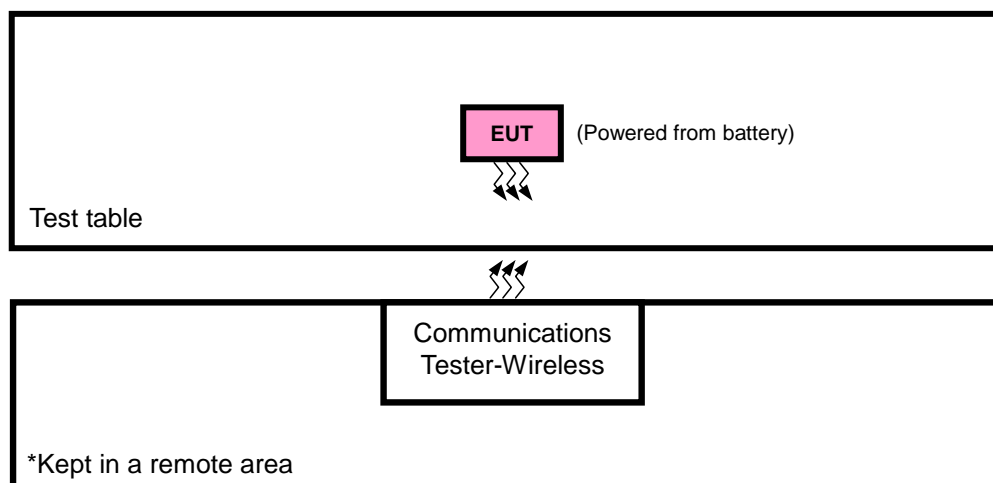 EUT
(Powered from battery)
Test table
Communications
Tester-Wireless
*Kept in a remote area